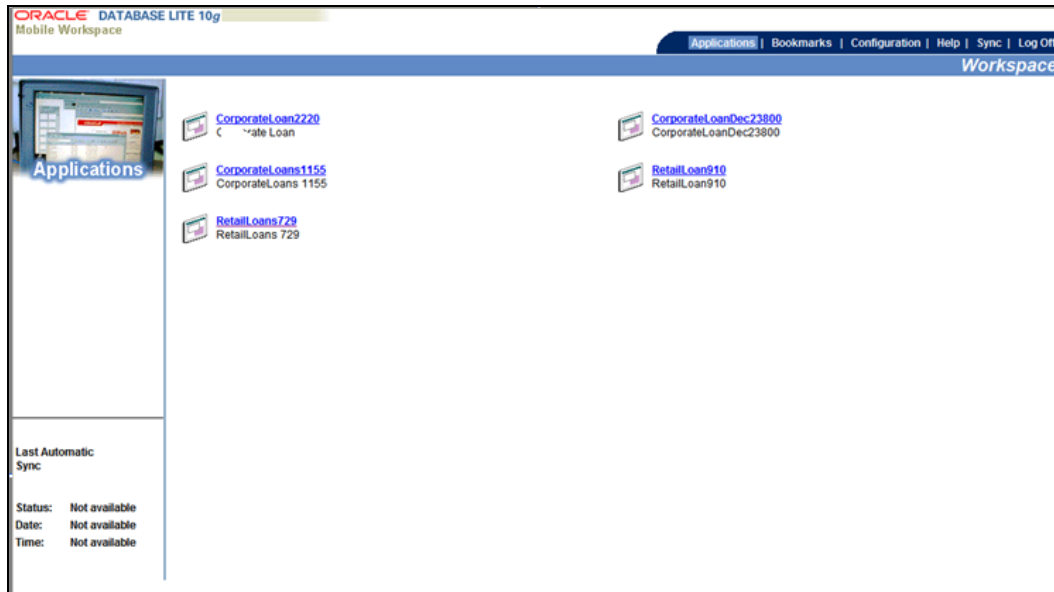 ORACLE DATABASE LITE 10g
Mobile Workspace
Applications | Bookmarks | Configuration | Help | Sync | Log Off
Workspace
Applications
CorporateLoan2220
Loan
CorporateLoanDec23800
CorporateLoanDec23800
CorporateLoans1155
CorporateLoans 1155
RetailLoan910
RetailLoan910
RetailLoans729
RetailLoans 729
Last Automatic
Sync
Status: Not available
Date: Not available
Time: Not available